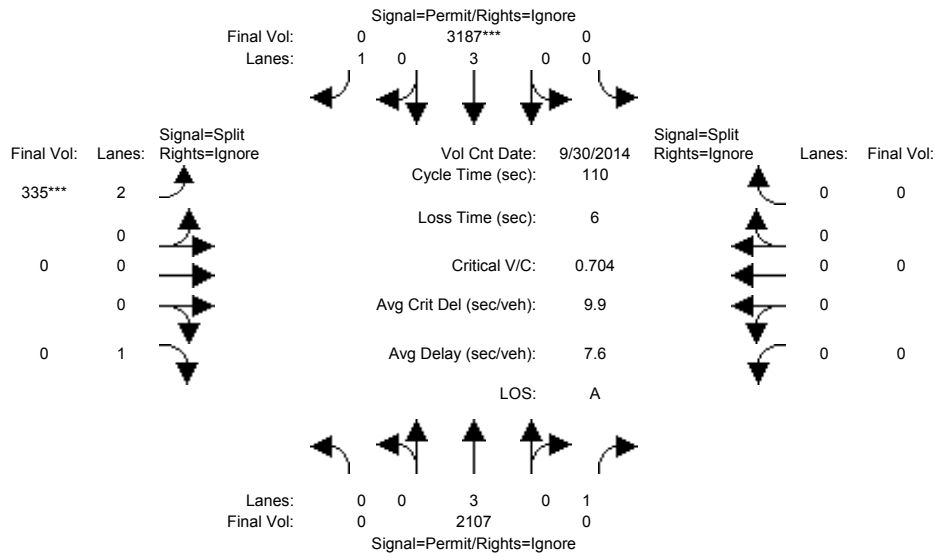 Signal=Permit/Rights=Ignore
Final Vol: 0 3187*** 0
Lanes: 1 0 3 0 0
Signal=Split Signal=Split
Final Vol: Lanes: Rights=Ignore Vol Cnt Date: 9/30/2014 Rights=Ignore Lanes: Final Vol:
Cycle Time (sec): 110
335*** 2 0 0
Loss Time (sec): 6
0 0
0 0 Critical V/C: 0.704 0 0
0 Avg Crit Del (sec/veh): 9.9 0
0 1 Avg Delay (sec/veh): 7.6 0 0
LOS: A
Lanes: 0 0 3 0 1
Final Vol: 0 2107 0
Signal=Permit/Rights=Ignore